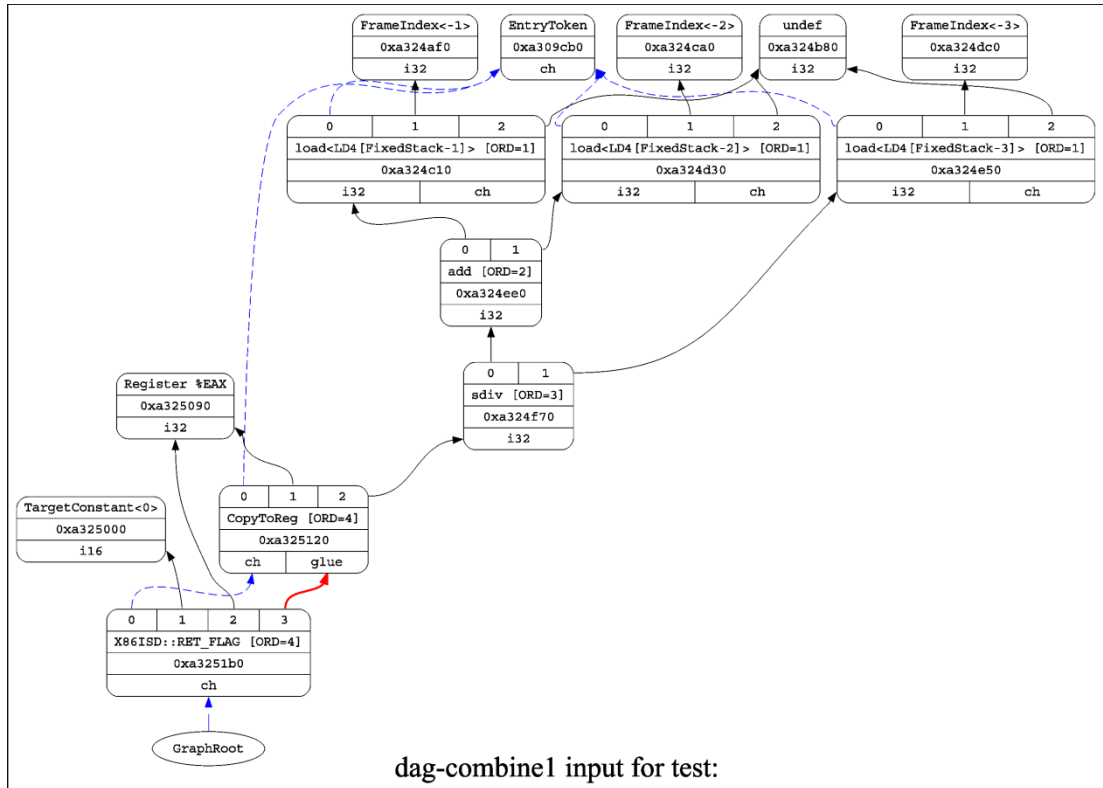 FrameIndex<-1> EntryToken FrameIndex<-2> undef FrameIndex<-3>
0xa324af0 0xa309cb0 0xa324ca0 0xa324b80 0xa324dc0
i32 ch i32 i32 i32
0 1 2 0 1 2 0 1 2
load<LD4[FixedStack-1]> [ORD=1] load<LD4[FixedStack-2]> [ORD=1] load<LD4[FixedStack-3]> [ORD=1]
0xa324c10 0xa324d30 0xa324e50
i32 ch i32 ch i32 ch
0 1
add [ORD=2]
0xa324ee0
i32
0 1
sdiv [ORD=3]
0xa324f70
i32
Register %EAX
0xa325090
i32
0 1 2
CopyToReg [ORD=4]
0xa325120
ch glue
TargetConstant<0>
0xa325000
i16
0 1 2 3
X86ISD::RET_FLAG [ORD=4]
0xa3251b0
ch
GraphRoot
dag-combine1 input for test: